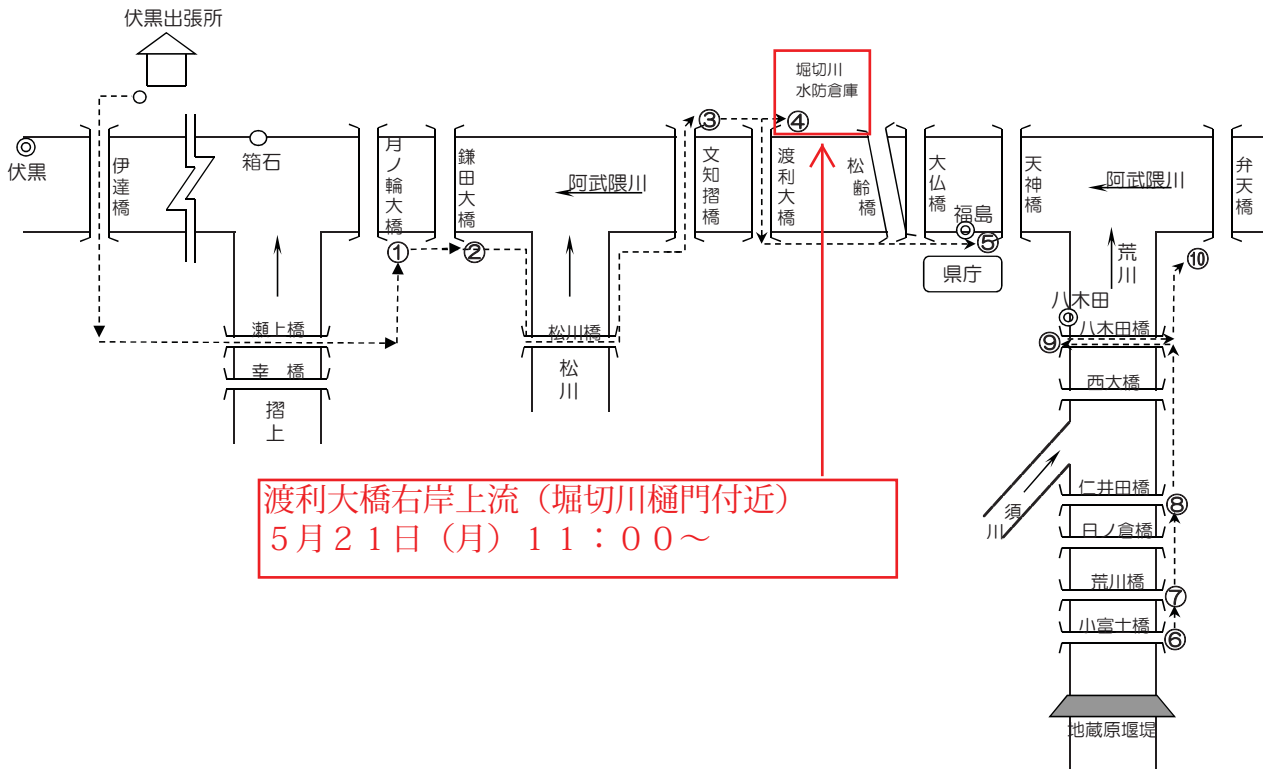 伏黒出張所
堀切川
水防倉庫
③
④
伏黒
伊達橋
箱石
月ノ輪大橋
鎌田大橋
阿武隈川
文知摺橋
渡利大橋
松齢橋
大仏橋
福島
天神橋
阿武隈川
弁天橋
①
②
⑤
県庁
荒川
⑩
八木田
瀬上橋
松川橋
八木田橋
⑨
幸　橋
松川
西大橋
摺上
渡利大橋右岸上流（堀切川樋門付近）
５月２１日（月）１１：００～
須川
仁井田橋
⑧
日ノ倉橋
荒川橋
⑦
小富士橋
⑥
地蔵原堰堤